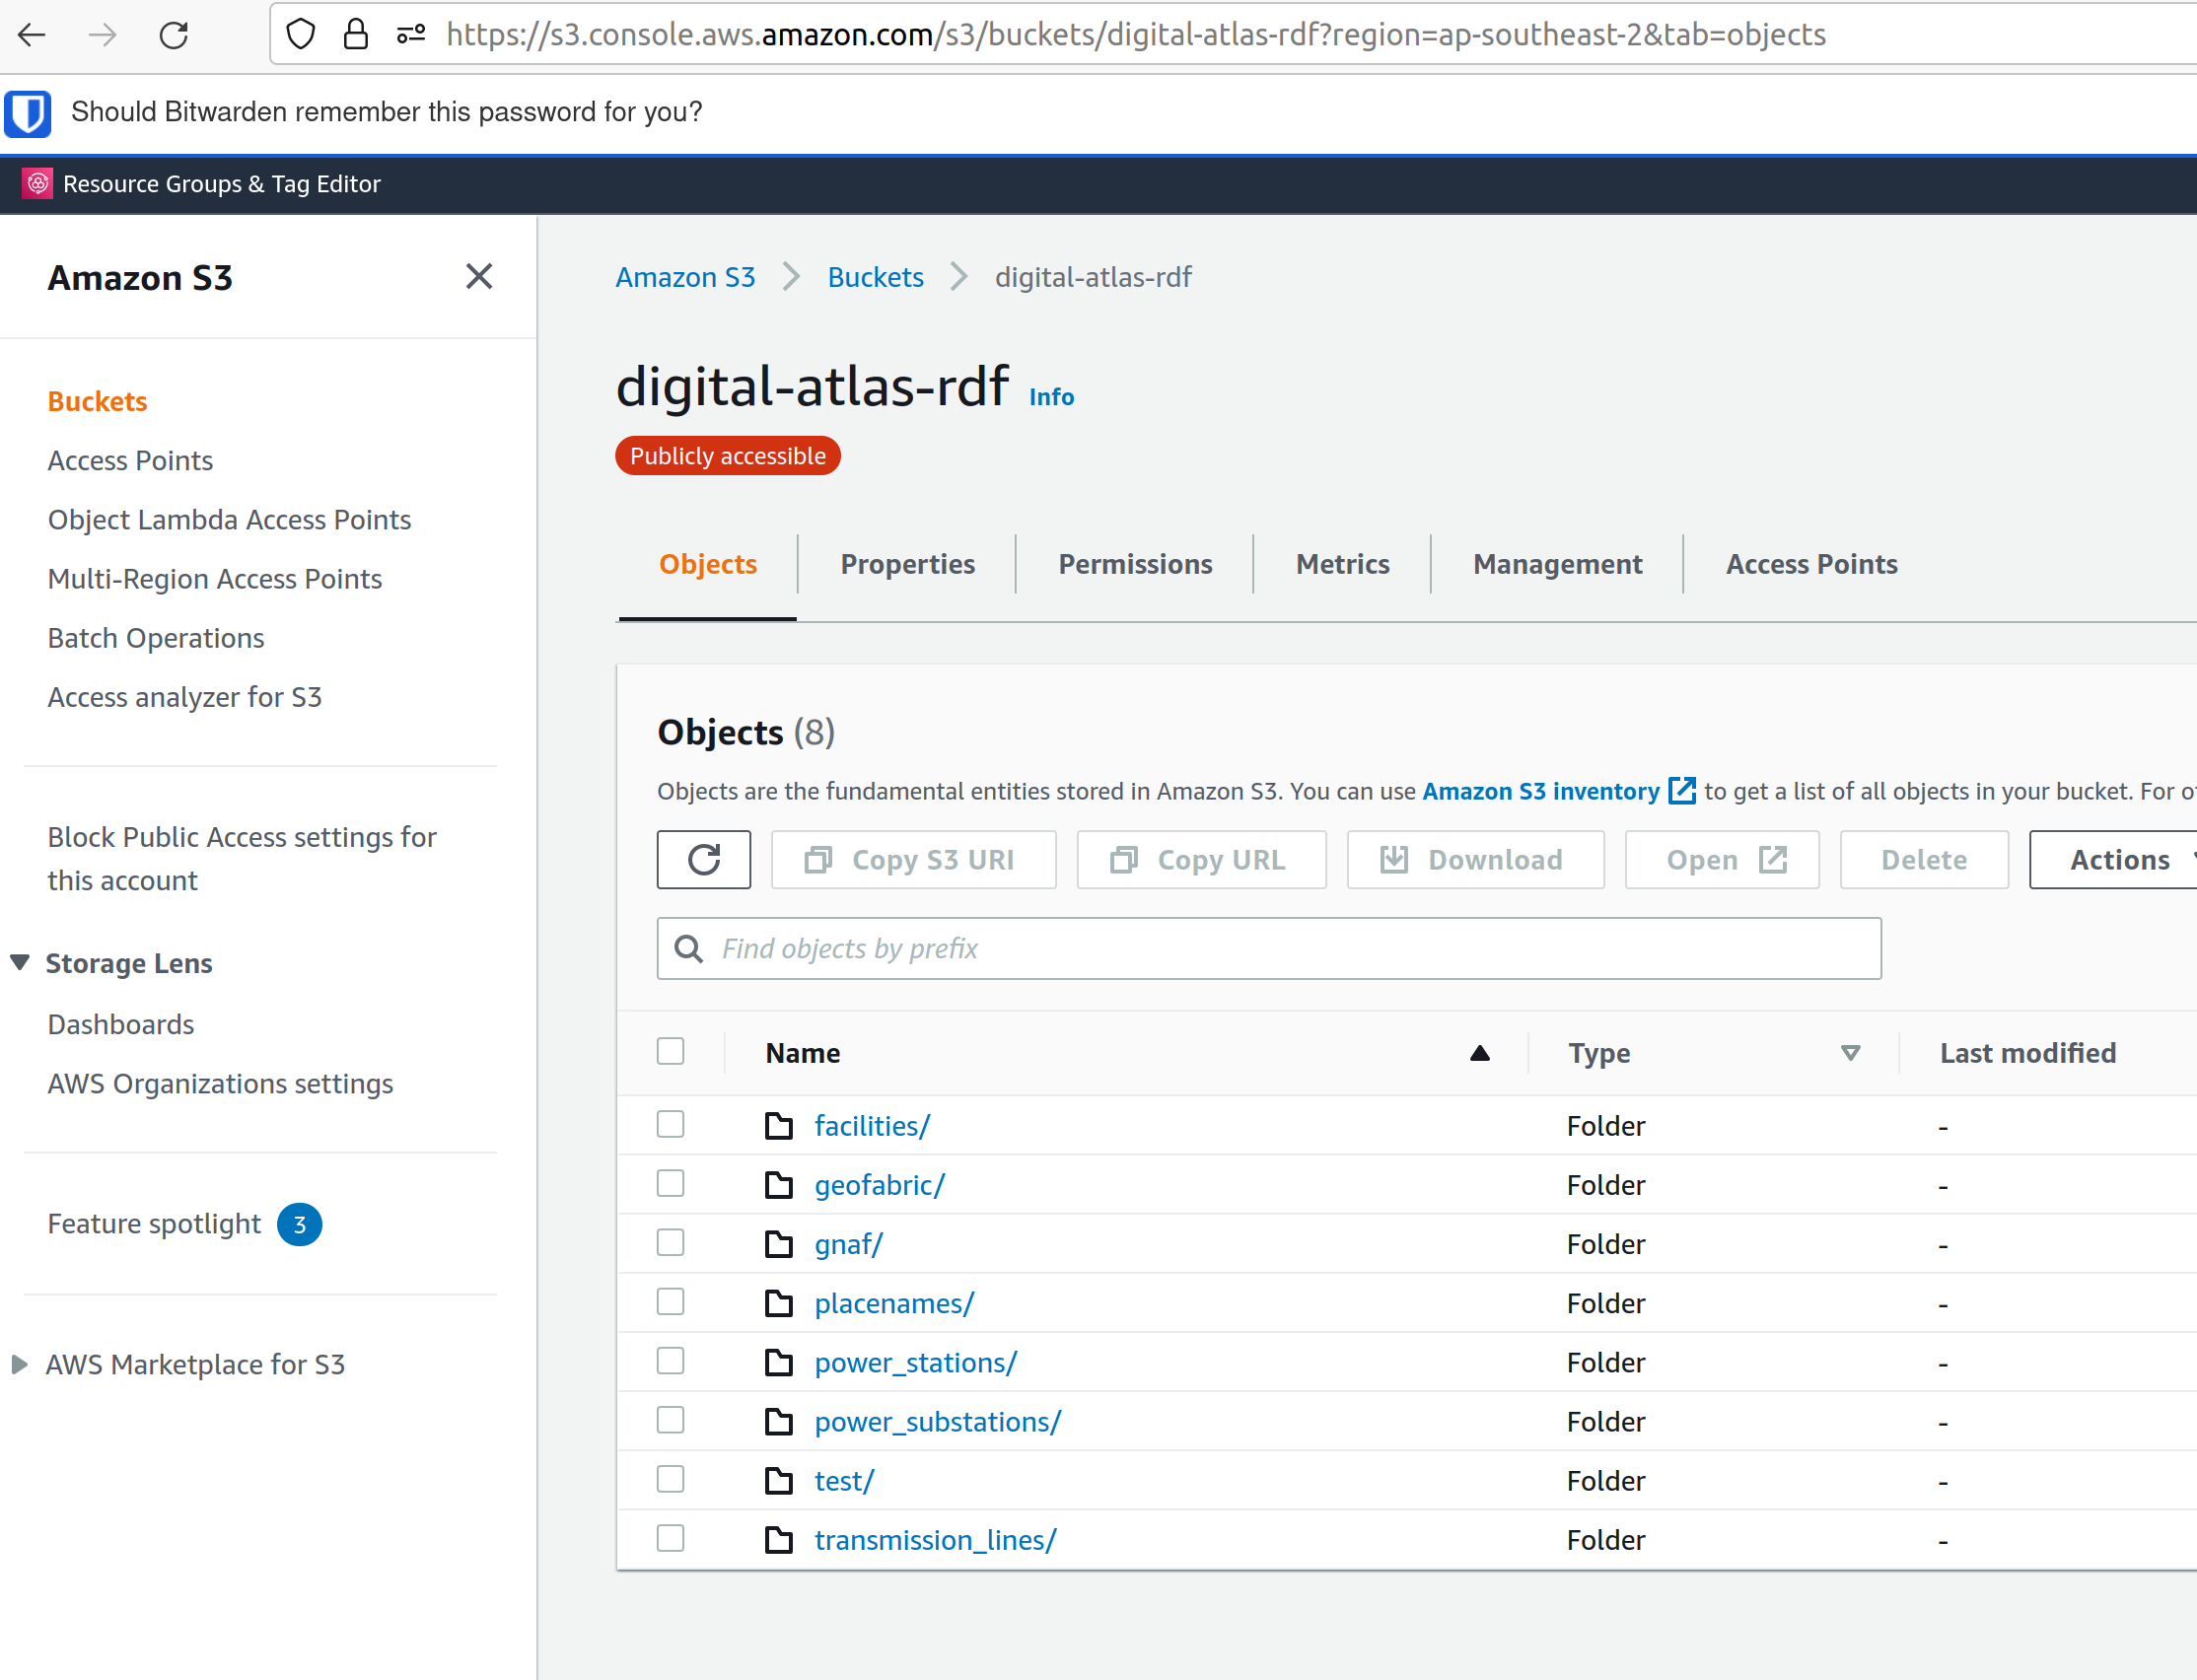 https://s3.console.aws.amazon.com/s3/buckets/digital-atlas-rdf?region=ap-southeast-2&tab=objects
Should Bitwarden remember this password for you?
Resource Groups & Tag Editor
Amazon S3
Buckets
Access Points
Object Lambda Access Points
Multi-Region Access Points
Batch Operations
Access analyzer for S3
Block Public Access settings for
this account
Storage Lens
Dashboards
AWS Organizations settings
Feature spotlight 3
AWS Marketplace for S3
Amazon S3 Buckets digital-atlas-rdf
digital-atlas-rdf Info
Publicly accessible
Objects Properties Permissions Metrics Management Access Points
Objects (8)
Objects are the fundamental entities stored in Amazon S3. You can use Amazon S3 inventory to get a list of all objects in your bucket. For
Copy S3 URI Copy URL Download Open Delete Actions
Find objects by prefix
Name Type Last modified
facilities/ Folder -
geofabric/ Folder -
gnaf/ Folder -
placenames/ Folder -
power_stations/ Folder -
power_substations/ Folder -
test/ Folder -
transmission_lines/ Folder -